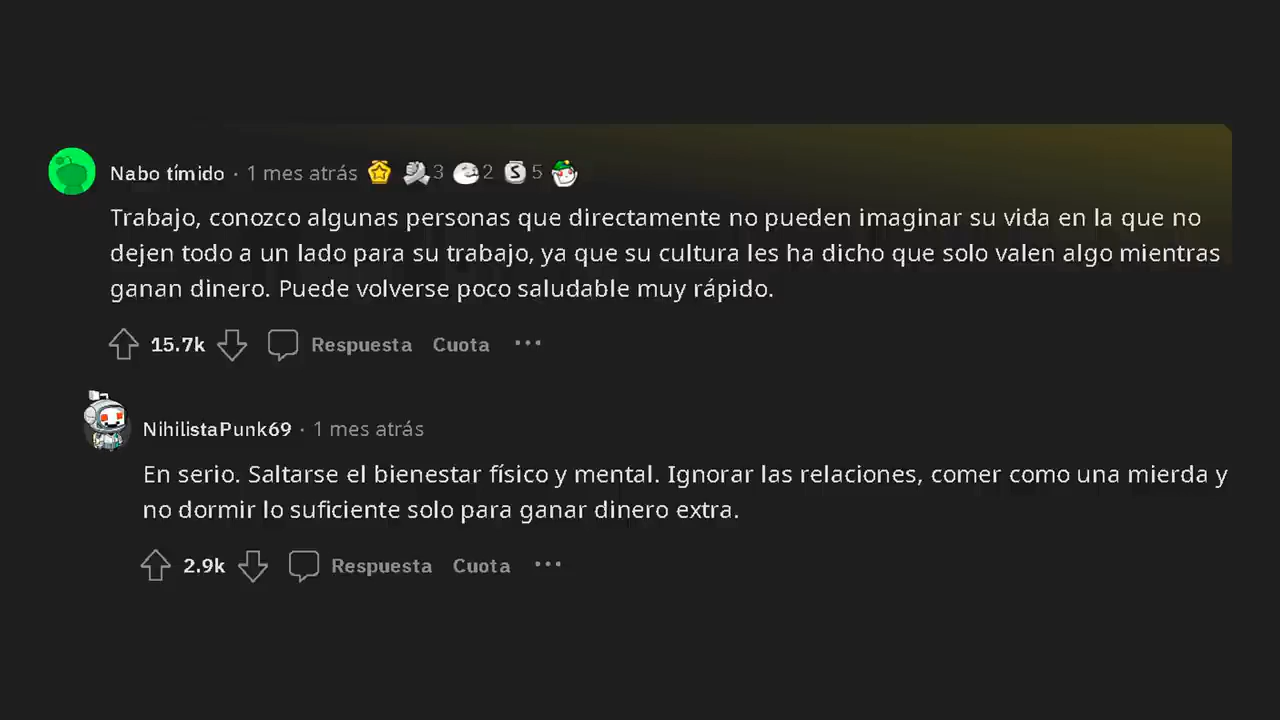 Nabo tímido · 1 mes atrás 3 2 S 5
Trabajo, conozco algunas personas que directamente no pueden imaginar su vida en la que no
dejen todo a un lado para su trabajo, ya que su cultura les ha dicho que solo valen algo mientras
ganan dinero. Puede volverse poco saludable muy rápido.
15.7k Respuesta Cuota ···
NihilistaPunk69 · 1 mes atrás
En serio. Saltarse el bienestar físico y mental. Ignorar las relaciones, comer como una mierda y
no dormir lo suficiente solo para ganar dinero extra.
2.9k Respuesta Cuota ···